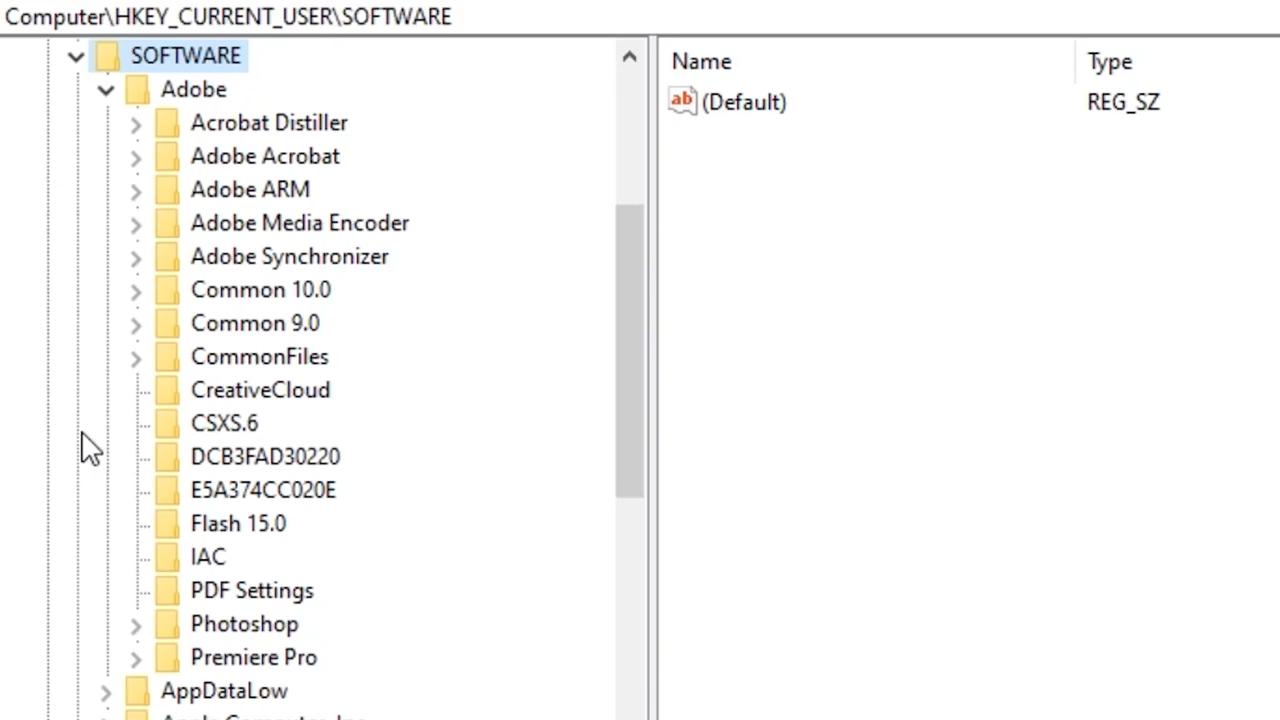 Computer\HKEY_CURRENT_USER\SOFTWARE
SOFTWARE
Adobe
Acrobat Distiller
Adobe Acrobat
Adobe ARM
Adobe Media Encoder
Adobe Synchronizer
Common 10.0
Common 9.0
CommonFiles
CreativeCloud
CSXS.6
DCB3FAD30220
E5A374CC020E
Flash 15.0
IAC
PDF Settings
Photoshop
Premiere Pro
AppDataLow
Name Type
ab (Default) REG_SZ